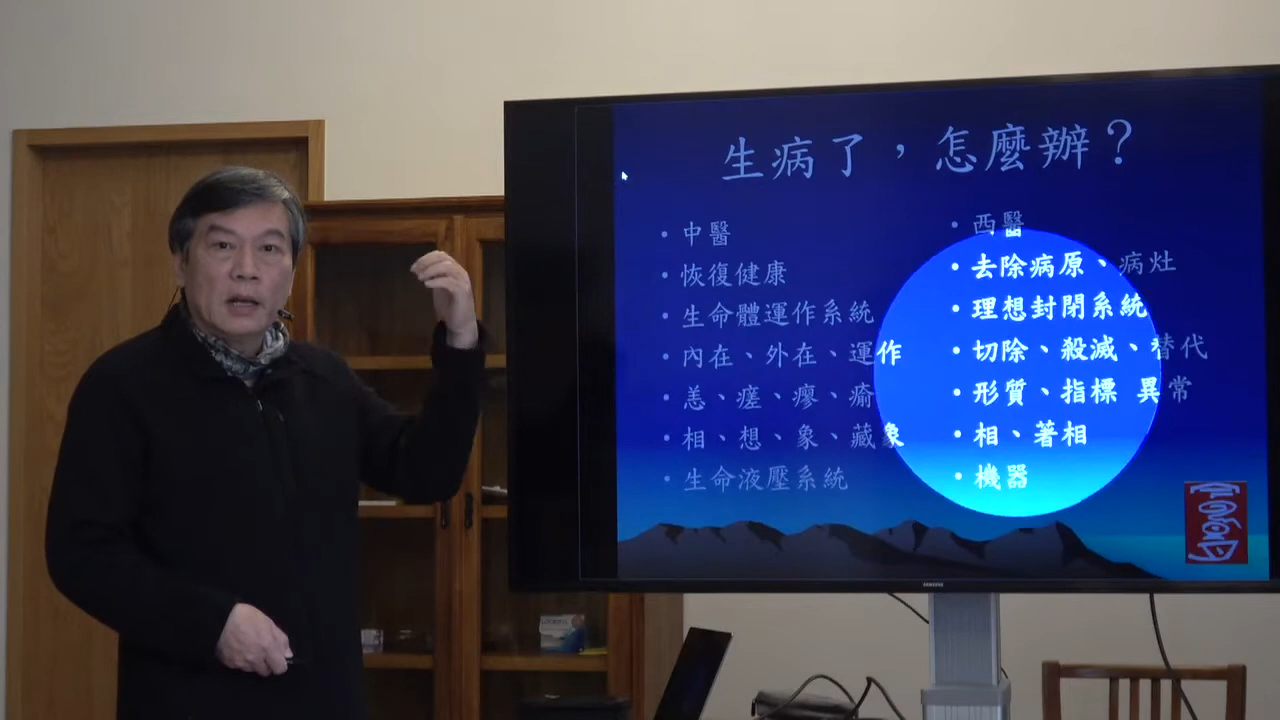 生病了，怎麼辦？
• 中醫
• 恢復健康
• 生命體運作系統
• 內在、外在、運作
• 恙、瘥、瘳、瘉
• 相、想、象、藏象
• 生命液壓系統
• 西醫
• 去除病原、病灶
• 理想封閉系統
• 切除、殺滅、替代
• 形質、指標 異常
• 相、著相
• 機器
SAMSUNG